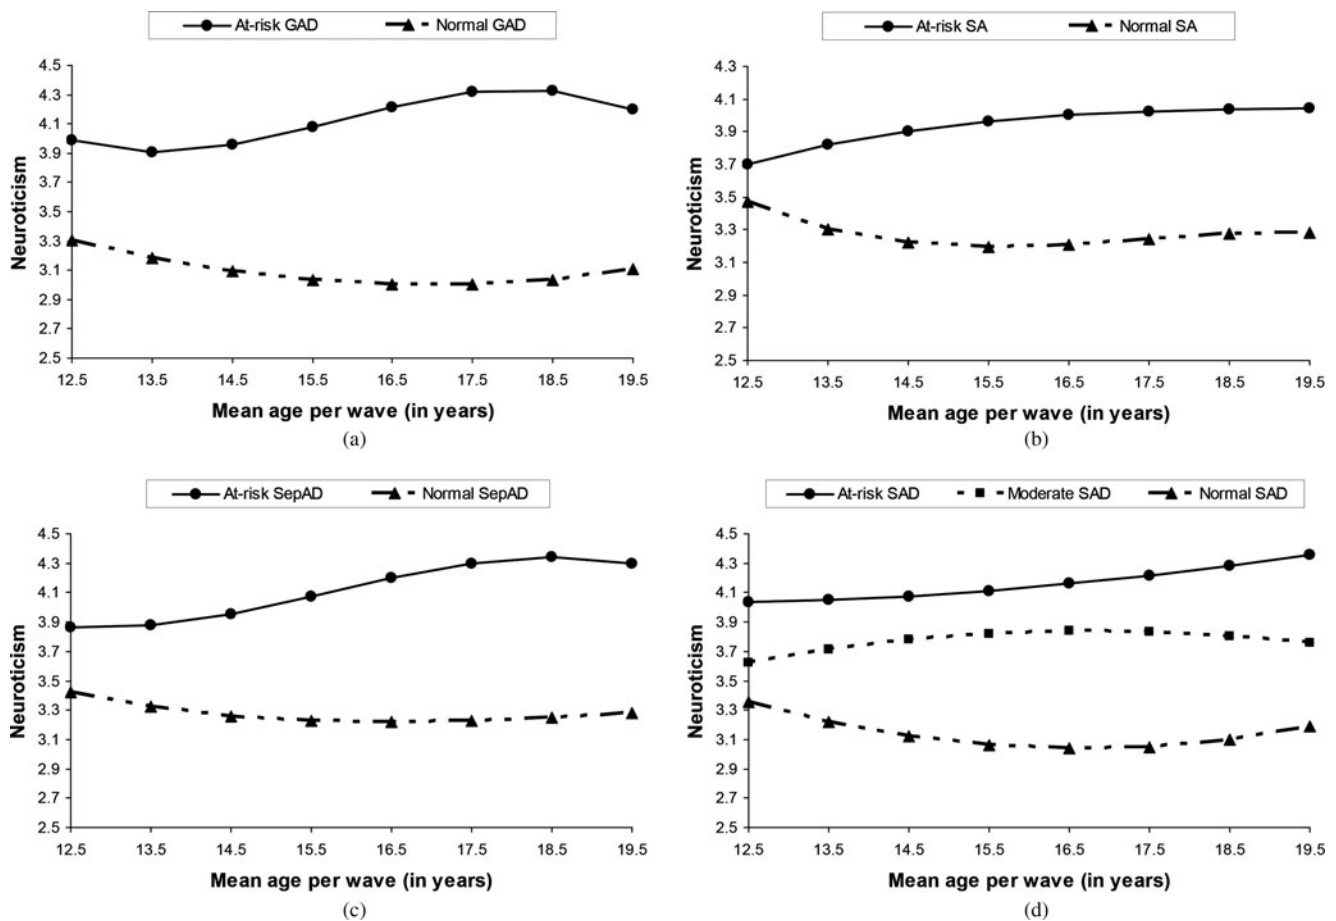 At-risk GAD Normal GAD
4.5
4.3
4.1
3.9
3.7
3.5
3.3
3.1
2.9
2.7
2.5
Neuroticism
12.5 13.5 14.5 15.5 16.5 17.5 18.5 19.5
Mean age per wave (in years)
(a)
At-risk SA Normal SA
4.3
4.1
3.9
3.7
3.5
3.3
3.1
2.9
2.7
2.5
Neuroticism
12.5 13.5 14.5 15.5 16.5 17.5 18.5 19.5
Mean age per wave (in years)
(b)
At-risk SepAD Normal SepAD
4.5
4.3
4.1
3.9
3.7
3.5
3.3
3.1
2.9
2.7
2.5
Neuroticism
12.5 13.5 14.5 15.5 16.5 17.5 18.5 19.5
Mean age per wave (in years)
(c)
At-risk SAD Moderate SAD Normal SAD
4.5
4.3
4.1
3.9
3.7
3.5
3.3
3.1
2.9
2.7
2.5
Neuroticism
12.5 13.5 14.5 15.5 16.5 17.5 18.5 19.5
Mean age per wave (in years)
(d)